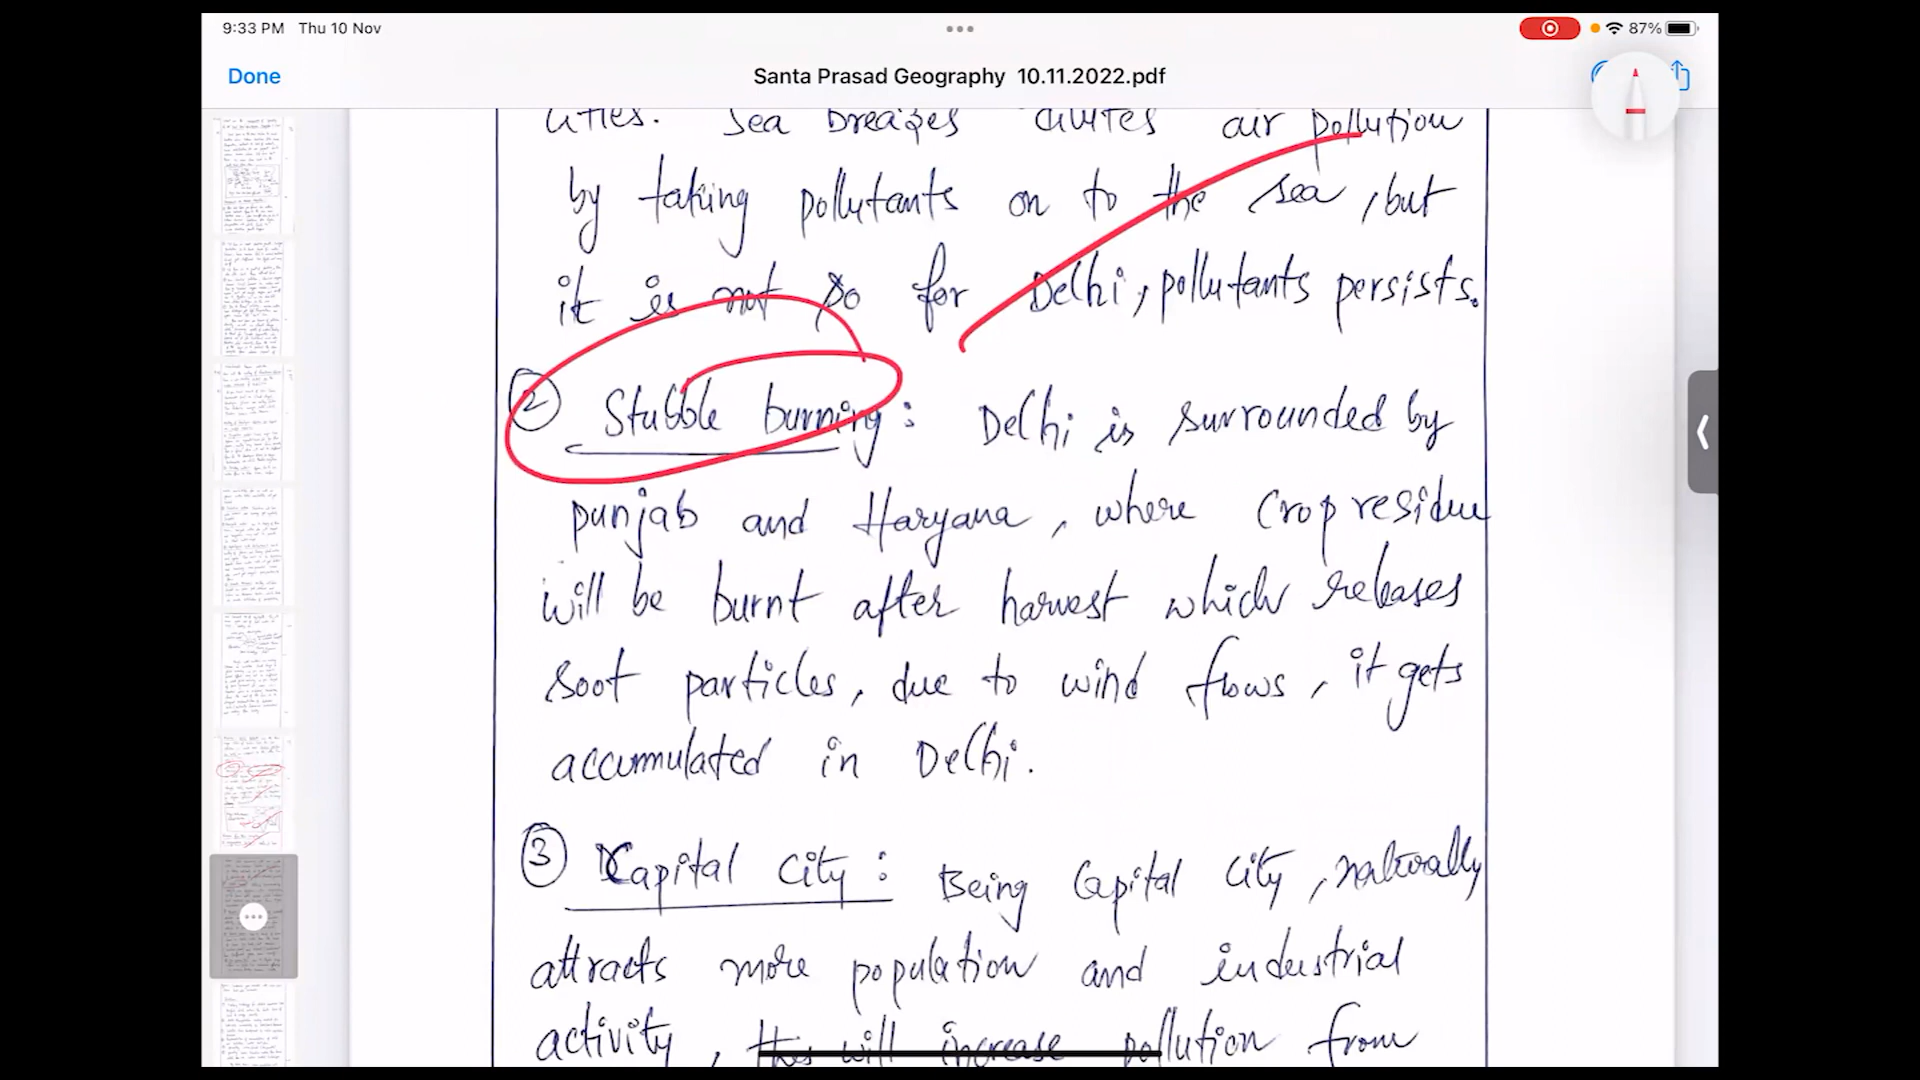 9:33 PM Thu 10 Nov
87%
Done
Santa Prasad Geography 10.11.2022.pdf
cities. Sea breazes dilutes air pollution
by taking pollutants on to the sea, but
it is not so for Delhi, pollutants persists.
② Stubble burning: Delhi is surrounded by
punjab and Haryana, where crop residue
will be burnt after harvest which releases
soot particles, due to wind flows, it gets
accumulated in Delhi.
③ Capital City: Being Capital City, naturally
attracts more population and industrial
activity, this will increase pollution from